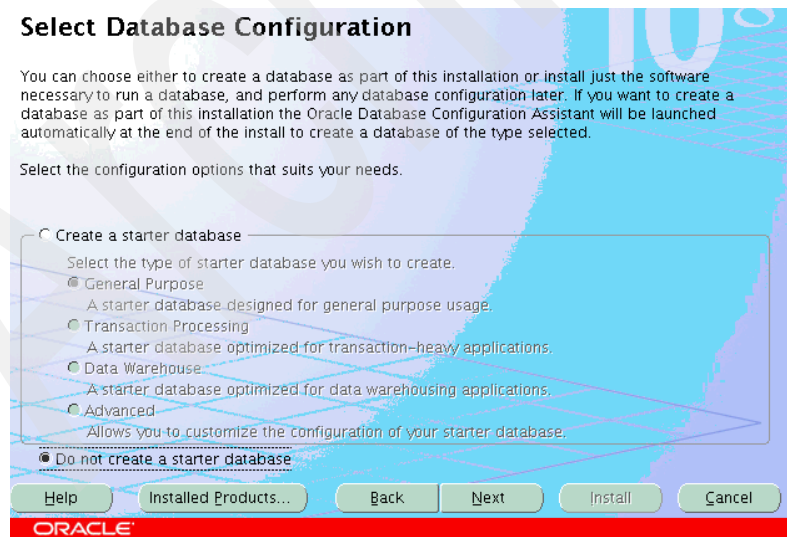 Select Database Configuration
You can choose either to create a database as part of this installation or install just the software
necessary to run a database, and perform any database configuration later. If you want to create a
database as part of this installation the Oracle Database Configuration Assistant will be launched
automatically at the end of the install to create a database of the type selected.
Select the configuration options that suits your needs.
Create a starter database
Select the type of starter database you wish to create.
General Purpose
A starter database designed for general purpose usage.
Transaction Processing
A starter database optimized for transaction-heavy applications.
Data Warehouse
A starter database optimized for data warehousing applications.
Advanced
Allows you to customize the configuration of your starter database.
Do not create a starter database
Help Installed Products... Back Next Install Cancel
ORACLE